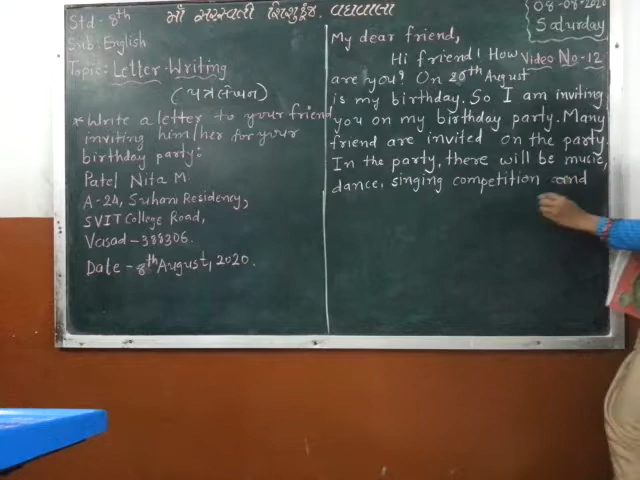 Std - 8th
માઁ સરસ્વતી શિશુકુંજ. વઘવાલા
08-08-2020
Saturday
Sub: English
Topic: Letter-Writing
(પત્રલેખન)
* Write a letter to your friend
inviting him/her for your
birthday party:
Patel Nita M.
A-24, Suhani Residency,
SVIT College Road,
Vasad - 388306.
Date - 8th August, 2020.
My dear friend,
Video No.-12
Hi friend! How
are you? On 20th August
is my birthday. So I am inviting
you on my birthday party. Many
friend are invited on the party.
In the party, there will be music,
dance, singing competition and